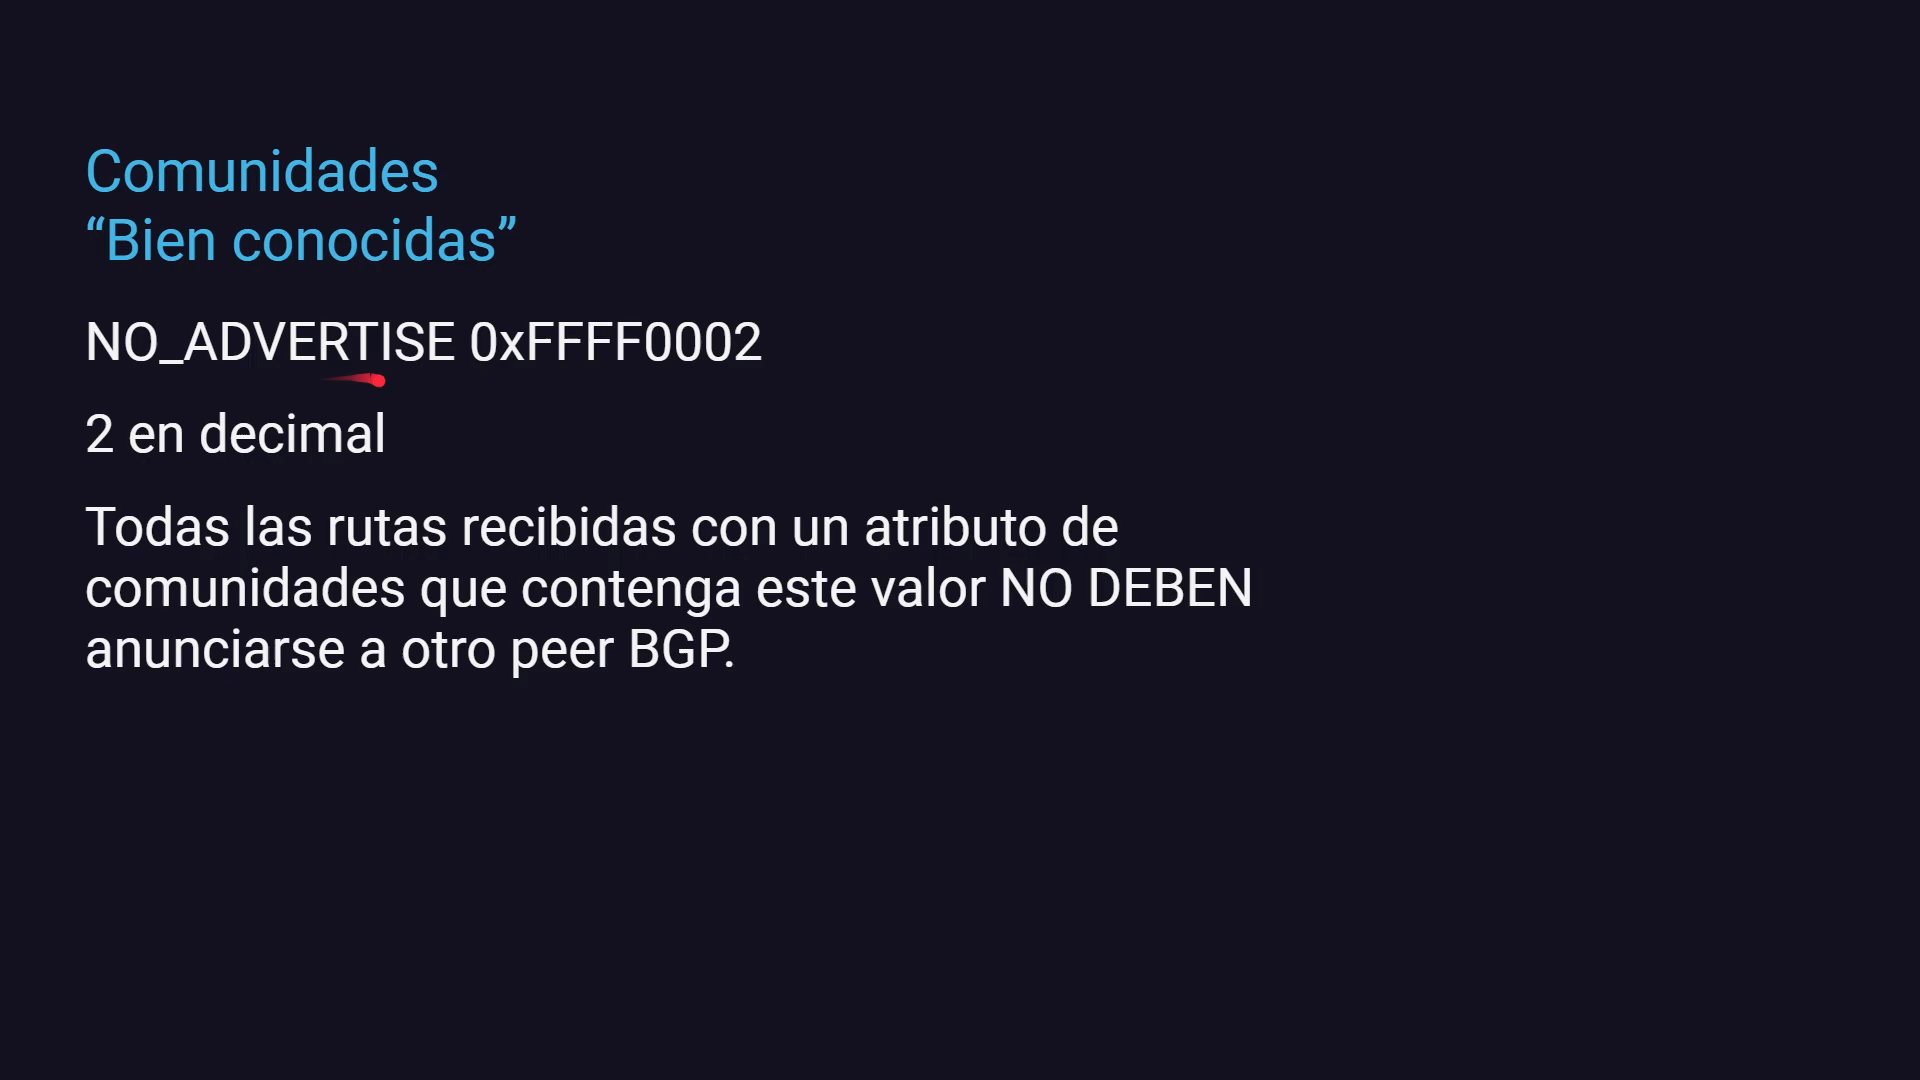 Comunidades
“Bien conocidas”
NO_ADVERTISE 0xFFFF0002
2 en decimal
Todas las rutas recibidas con un atributo de
comunidades que contenga este valor NO DEBEN
anunciarse a otro peer BGP.